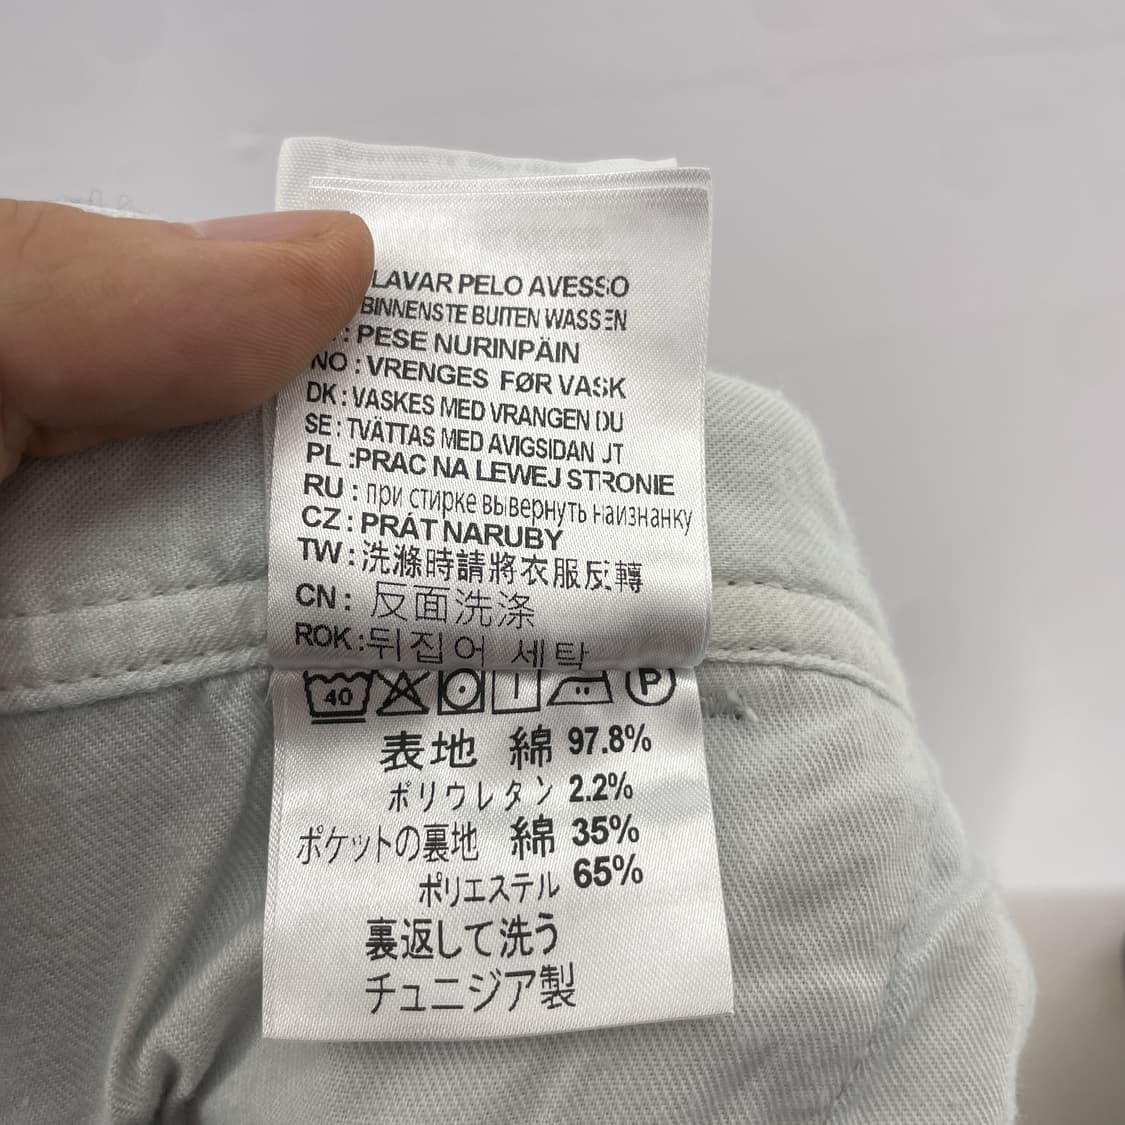 LAVAR PELO AVESSO
BINNENSTE BUITEN WASSEN
: PESE NURINPÄIN
NO : VRENGES FØR VASK
DK : VASKES MED VRANGEN DU
SE : TVÄTTAS MED AVIGSIDAN UT
PL :PRAC NA LEWEJ STRONIE
RU : при стирке вывернуть наизнанку
CZ : PRÁT NARUBY
TW : 洗滌時請將衣服反轉
CN : 反面洗涤
ROK :뒤집어 세탁
40 P
表地 綿 97.8%
ポリウレタン 2.2%
ポケットの裏地 綿 35%
ポリエステル 65%
裏返して洗う
チュニジア製